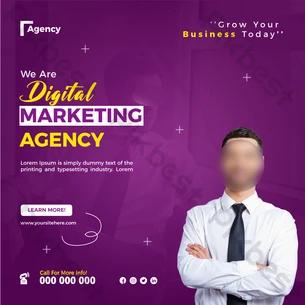 Agency
''Grow Your
Business Today''
We Are
Digital
MARKETING
AGENCY
Lorem Ipsum is simply dummy text of the
printing and typesetting industry. Lorem
LEARN MORE!
www.yoursitehere.com
Call For More Info!
000 000 000